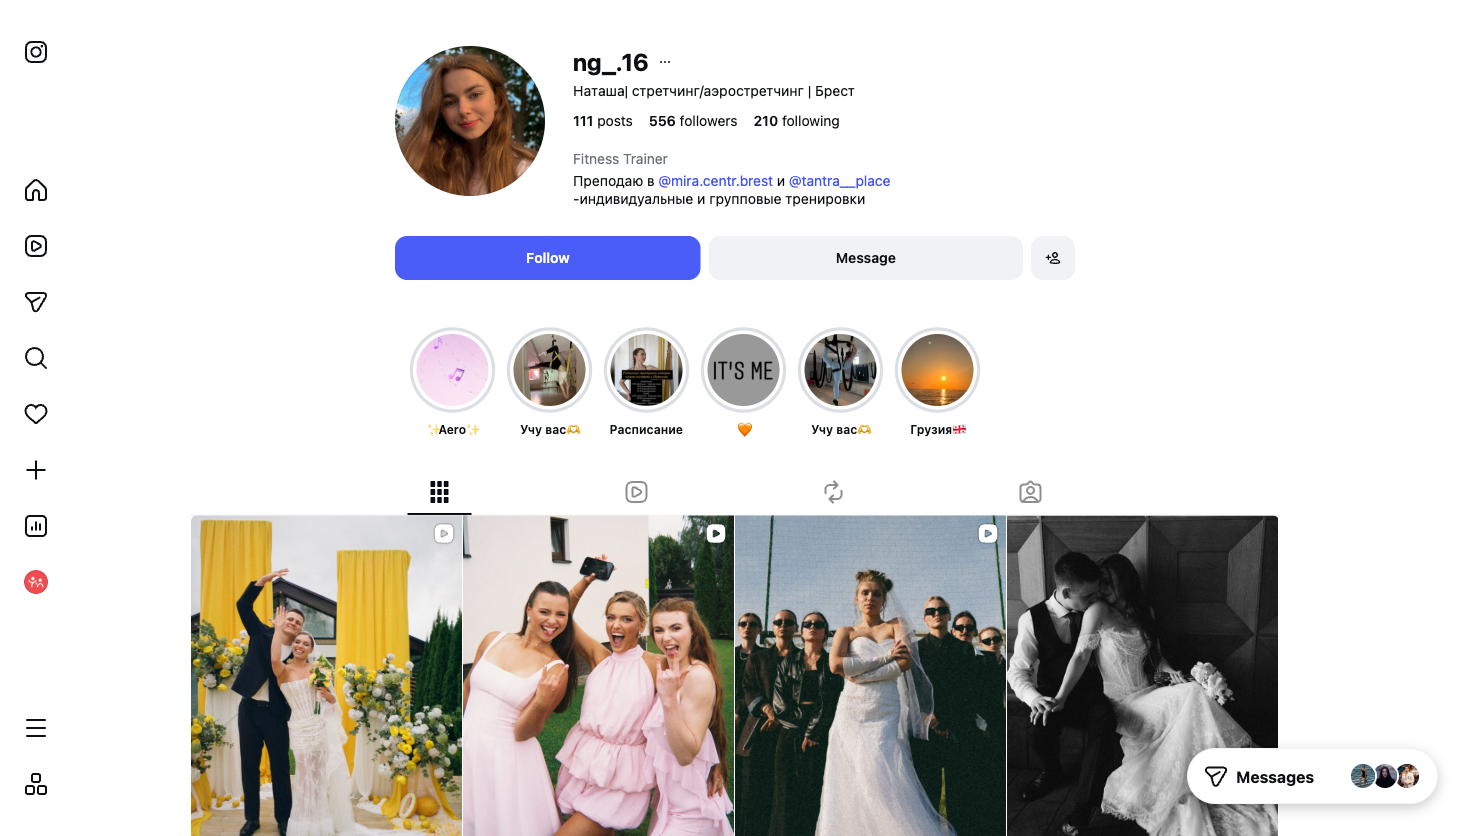 ng_.16 ...
Наташа| стретчинг/аэростретчинг | Брест
111 posts 556 followers 210 following
Fitness Trainer
Преподаю в @mira.centr.brest и @tantra__place
-индивидуальные и групповые тренировки
Follow Message
IT'S ME
✨Aero✨ Учу вас🫶 Расписание 🧡 Учу вас🫶 Грузия🇬🇪
Messages